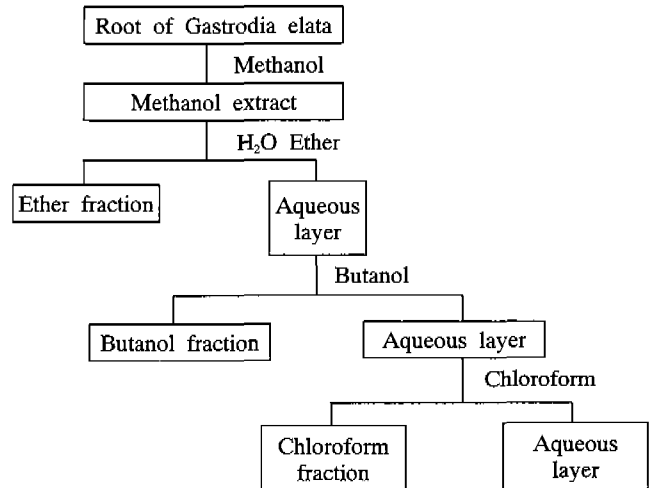 Root of Gastrodia elata
Methanol
Methanol extract
H₂O Ether
Ether fraction
Aqueous
layer
Butanol
Butanol fraction
Aqueous layer
Chloroform
Chloroform
fraction
Aqueous
layer